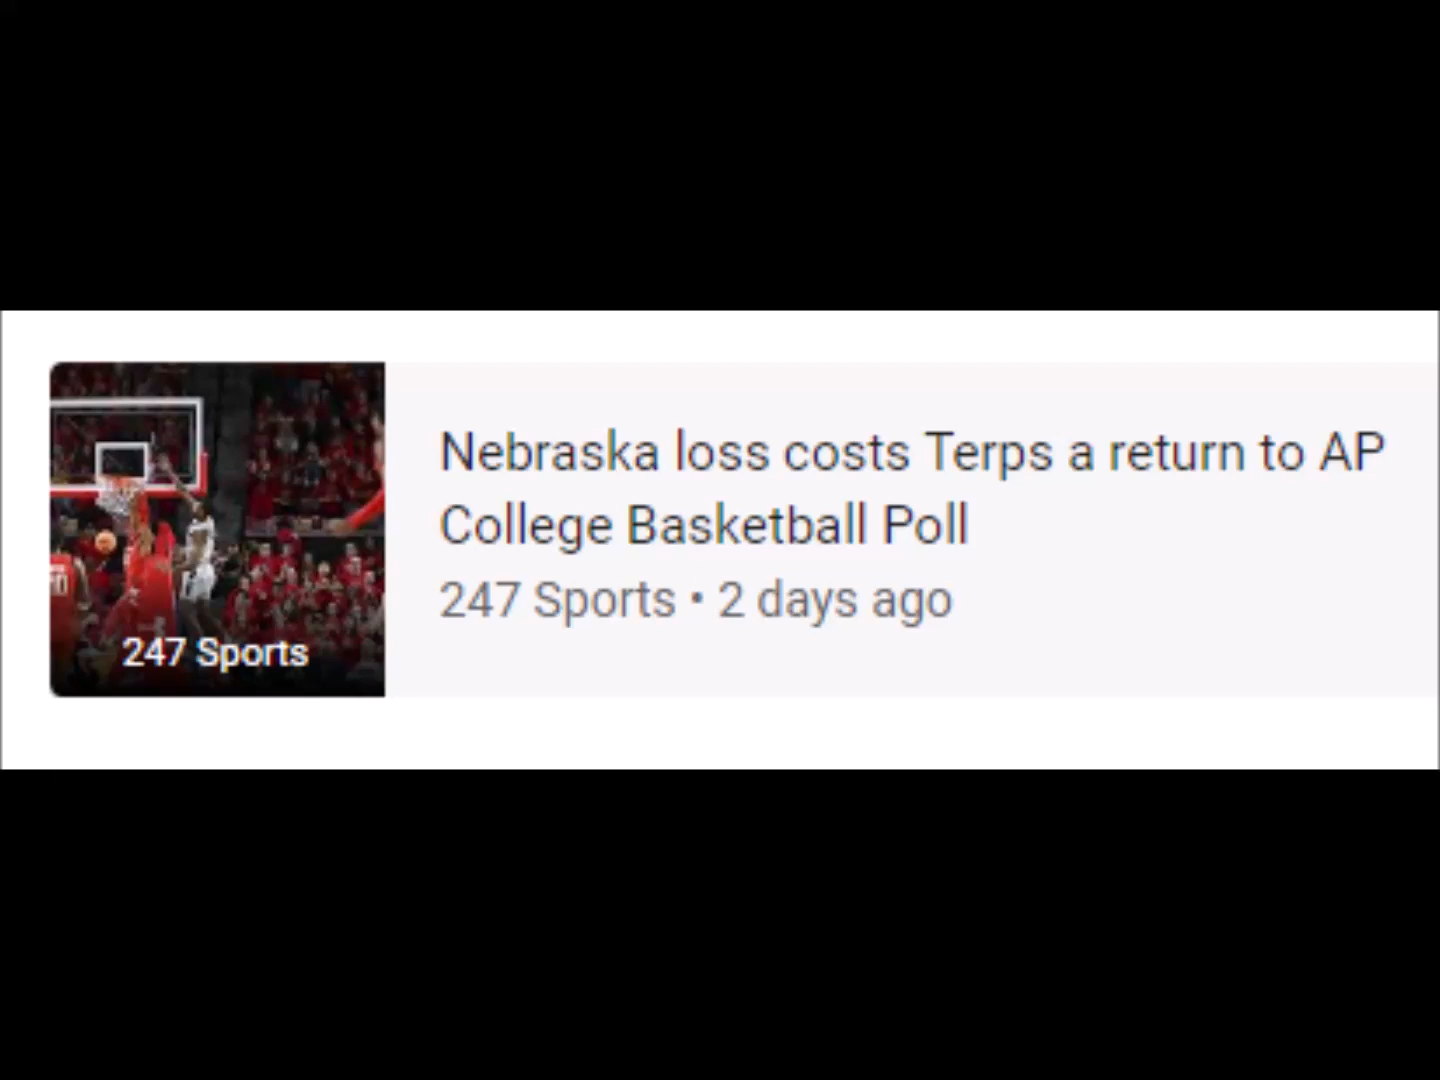 Nebraska loss costs Terps a return to AP
College Basketball Poll
247 Sports • 2 days ago
247 Sports